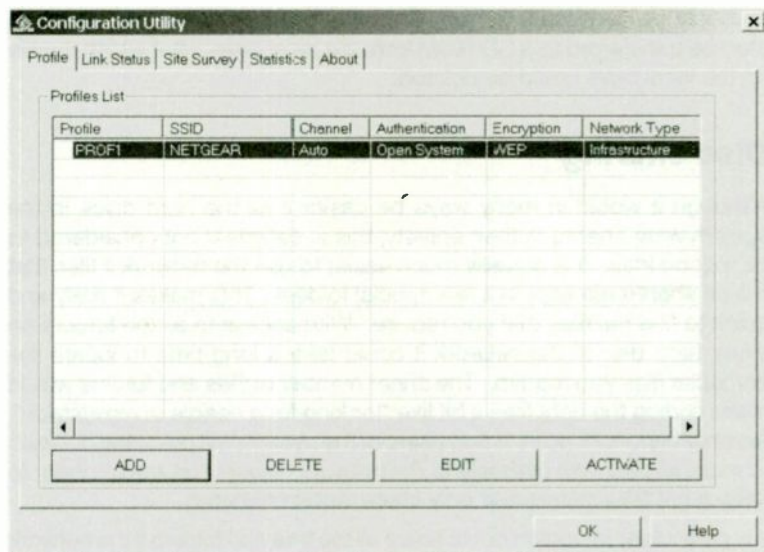 Configuration Utility
Profile Link Status Site Survey Statistics About
Profiles List
Profile SSID Channel Authentication Encryption Network Type
PROF1 NETGEAR Auto Open System WEP Infrastructure
ADD DELETE EDIT ACTIVATE
OK Help